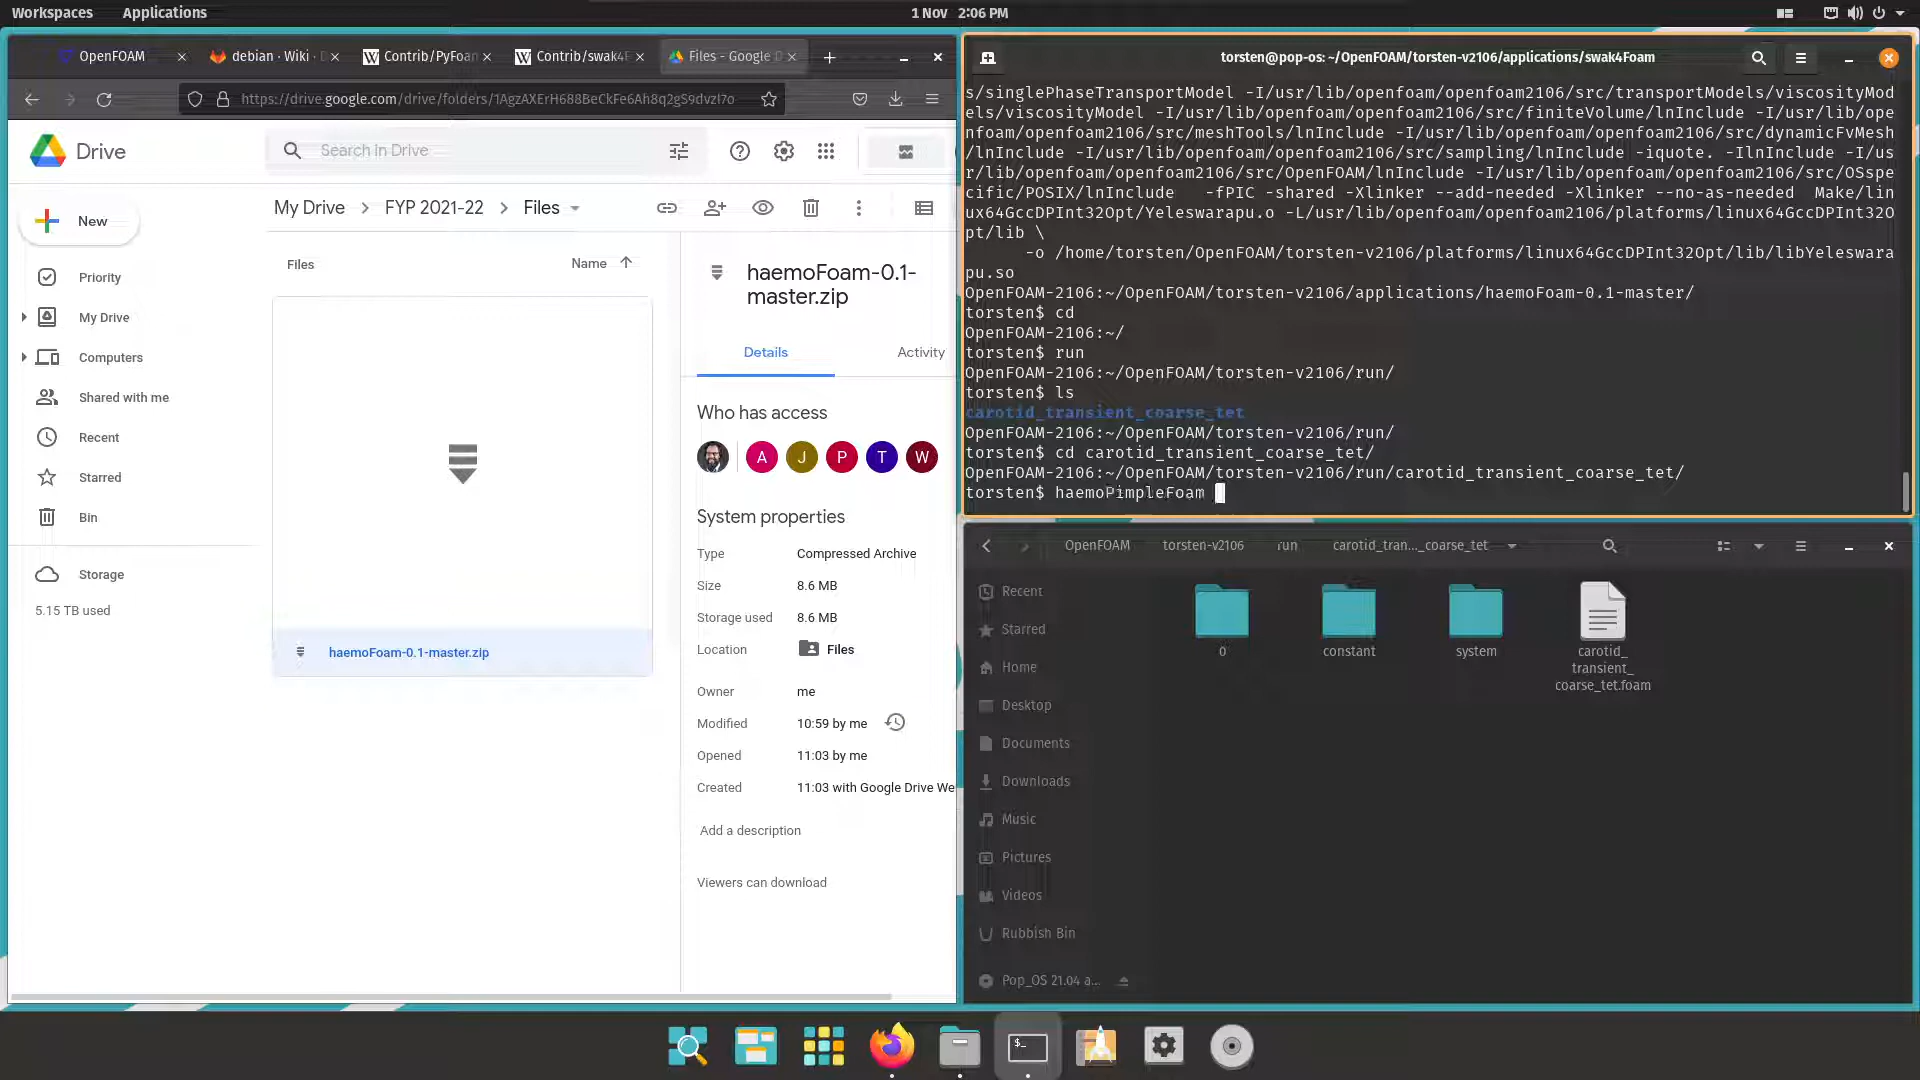 Workspaces
Applications
1 Nov 2:06 PM
OpenFOAM
debian · Wiki ·
Contrib/PyFoan
Contrib/swak4F
Files - Google D
https://drive.google.com/drive/folders/1AgzAXErH688BeCkFe6Ah8q2gS9dvzl7o
Drive
Search in Drive
New
My Drive
FYP 2021-22
Files
Priority
My Drive
Computers
Shared with me
Recent
Starred
Bin
Storage
5.15 TB used
Files
Name
haemoFoam-0.1-master.zip
haemoFoam-0.1-
master.zip
Details
Activity
Who has access
A J P T W
System properties
Type Compressed Archive
Size 8.6 MB
Storage used 8.6 MB
Location Files
Owner me
Modified 10:59 by me
Opened 11:03 by me
Created 11:03 with Google Drive We
Add a description
Viewers can download
torsten@pop-os: ~/OpenFOAM/torsten-v2106/applications/swak4Foam
s/singlePhaseTransportModel -I/usr/lib/openfoam/openfoam2106/src/transportModels/viscosityMod
els/viscosityModel -I/usr/lib/openfoam/openfoam2106/src/finiteVolume/lnInclude -I/usr/lib/ope
nfoam/openfoam2106/src/meshTools/lnInclude -I/usr/lib/openfoam/openfoam2106/src/dynamicFvMesh
/lnInclude -I/usr/lib/openfoam/openfoam2106/src/sampling/lnInclude -iquote. -IlnInclude -I/us
r/lib/openfoam/openfoam2106/src/OpenFOAM/lnInclude -I/usr/lib/openfoam/openfoam2106/src/OSsp
ecific/POSIX/lnInclude -fPIC -shared -Xlinker --add-needed -Xlinker --no-as-needed Make/lin
ux64GccDPInt32Opt/Yeleswarapu.o -L/usr/lib/openfoam/openfoam2106/platforms/linux64GccDPInt32O
pt/lib \
-o /home/torsten/OpenFOAM/torsten-v2106/platforms/linux64GccDPInt32Opt/lib/libYeleswara
pu.so
OpenFOAM-2106:~/OpenFOAM/torsten-v2106/applications/haemoFoam-0.1-master/
torsten$ cd
OpenFOAM-2106:~/
torsten$ run
OpenFOAM-2106:~/OpenFOAM/torsten-v2106/run/
torsten$ ls
carotid_transient_coarse_tet
OpenFOAM-2106:~/OpenFOAM/torsten-v2106/run/
torsten$ cd carotid_transient_coarse_tet/
OpenFOAM-2106:~/OpenFOAM/torsten-v2106/run/carotid_transient_coarse_tet/
torsten$ haemoPimpleFoam
OpenFOAM
torsten-v2106
run
carotid_tran..._coarse_tet
Recent
Starred
Home
Desktop
Documents
Downloads
Music
Pictures
Videos
Rubbish Bin
Pop_OS 21.04 a...
0
constant
system
carotid_
transient_
coarse_tet.foam